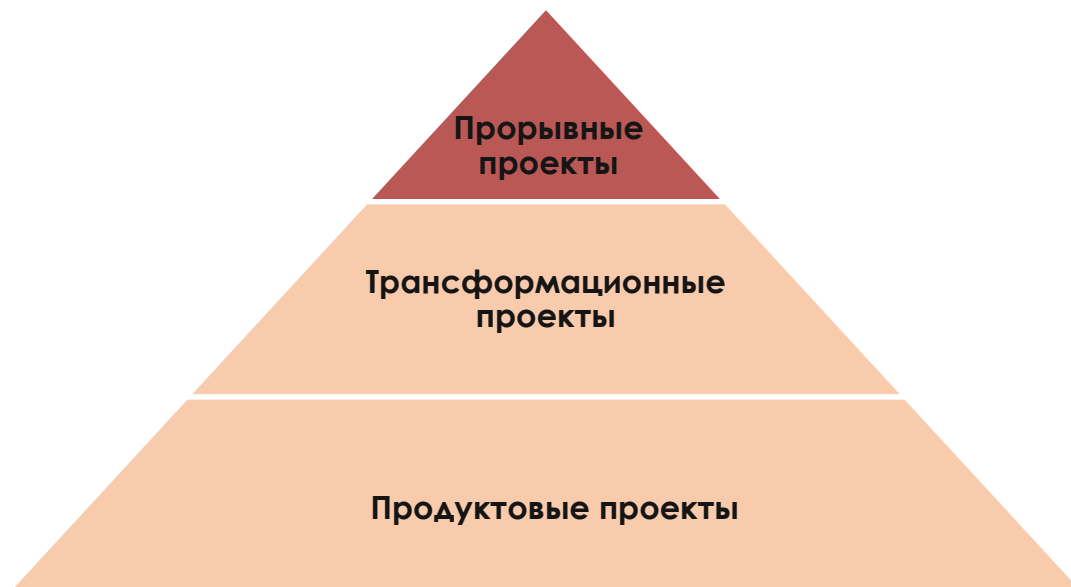 Прорывные
проекты
Трансформационные
проекты
Продуктовые проекты